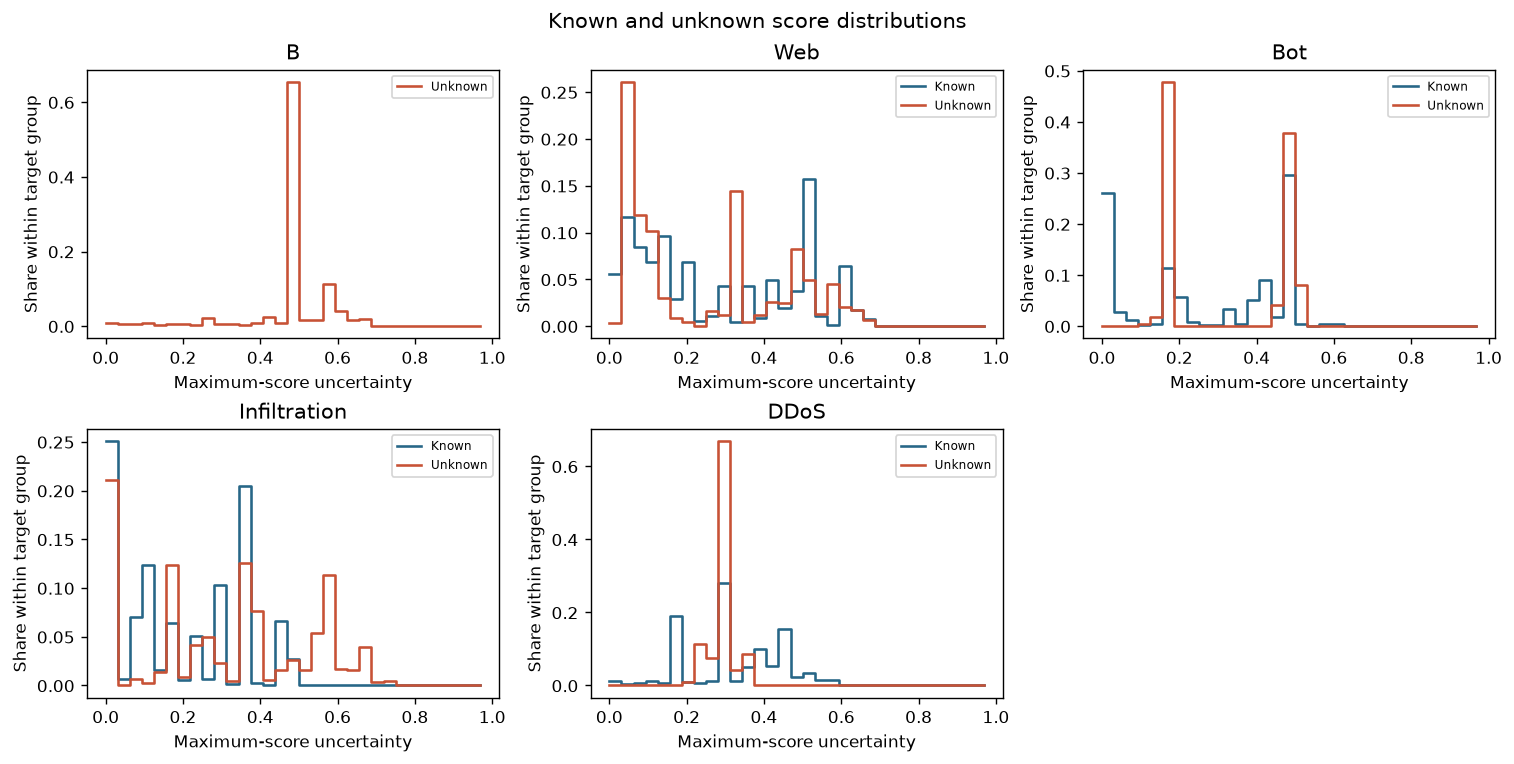 Known and unknown score distributions
B
Share within target group
0.6
0.4
0.2
0.0
Unknown
0.0 0.2 0.4 0.6 0.8 1.0
Maximum-score uncertainty
Web
Share within target group
0.25
0.20
0.15
0.10
0.05
0.00
Known
Unknown
0.0 0.2 0.4 0.6 0.8 1.0
Maximum-score uncertainty
Bot
Share within target group
0.5
0.4
0.3
0.2
0.1
0.0
Known
Unknown
0.0 0.2 0.4 0.6 0.8 1.0
Maximum-score uncertainty
Infiltration
Share within target group
0.25
0.20
0.15
0.10
0.05
0.00
Known
Unknown
0.0 0.2 0.4 0.6 0.8 1.0
Maximum-score uncertainty
DDoS
Share within target group
0.6
0.4
0.2
0.0
Known
Unknown
0.0 0.2 0.4 0.6 0.8 1.0
Maximum-score uncertainty